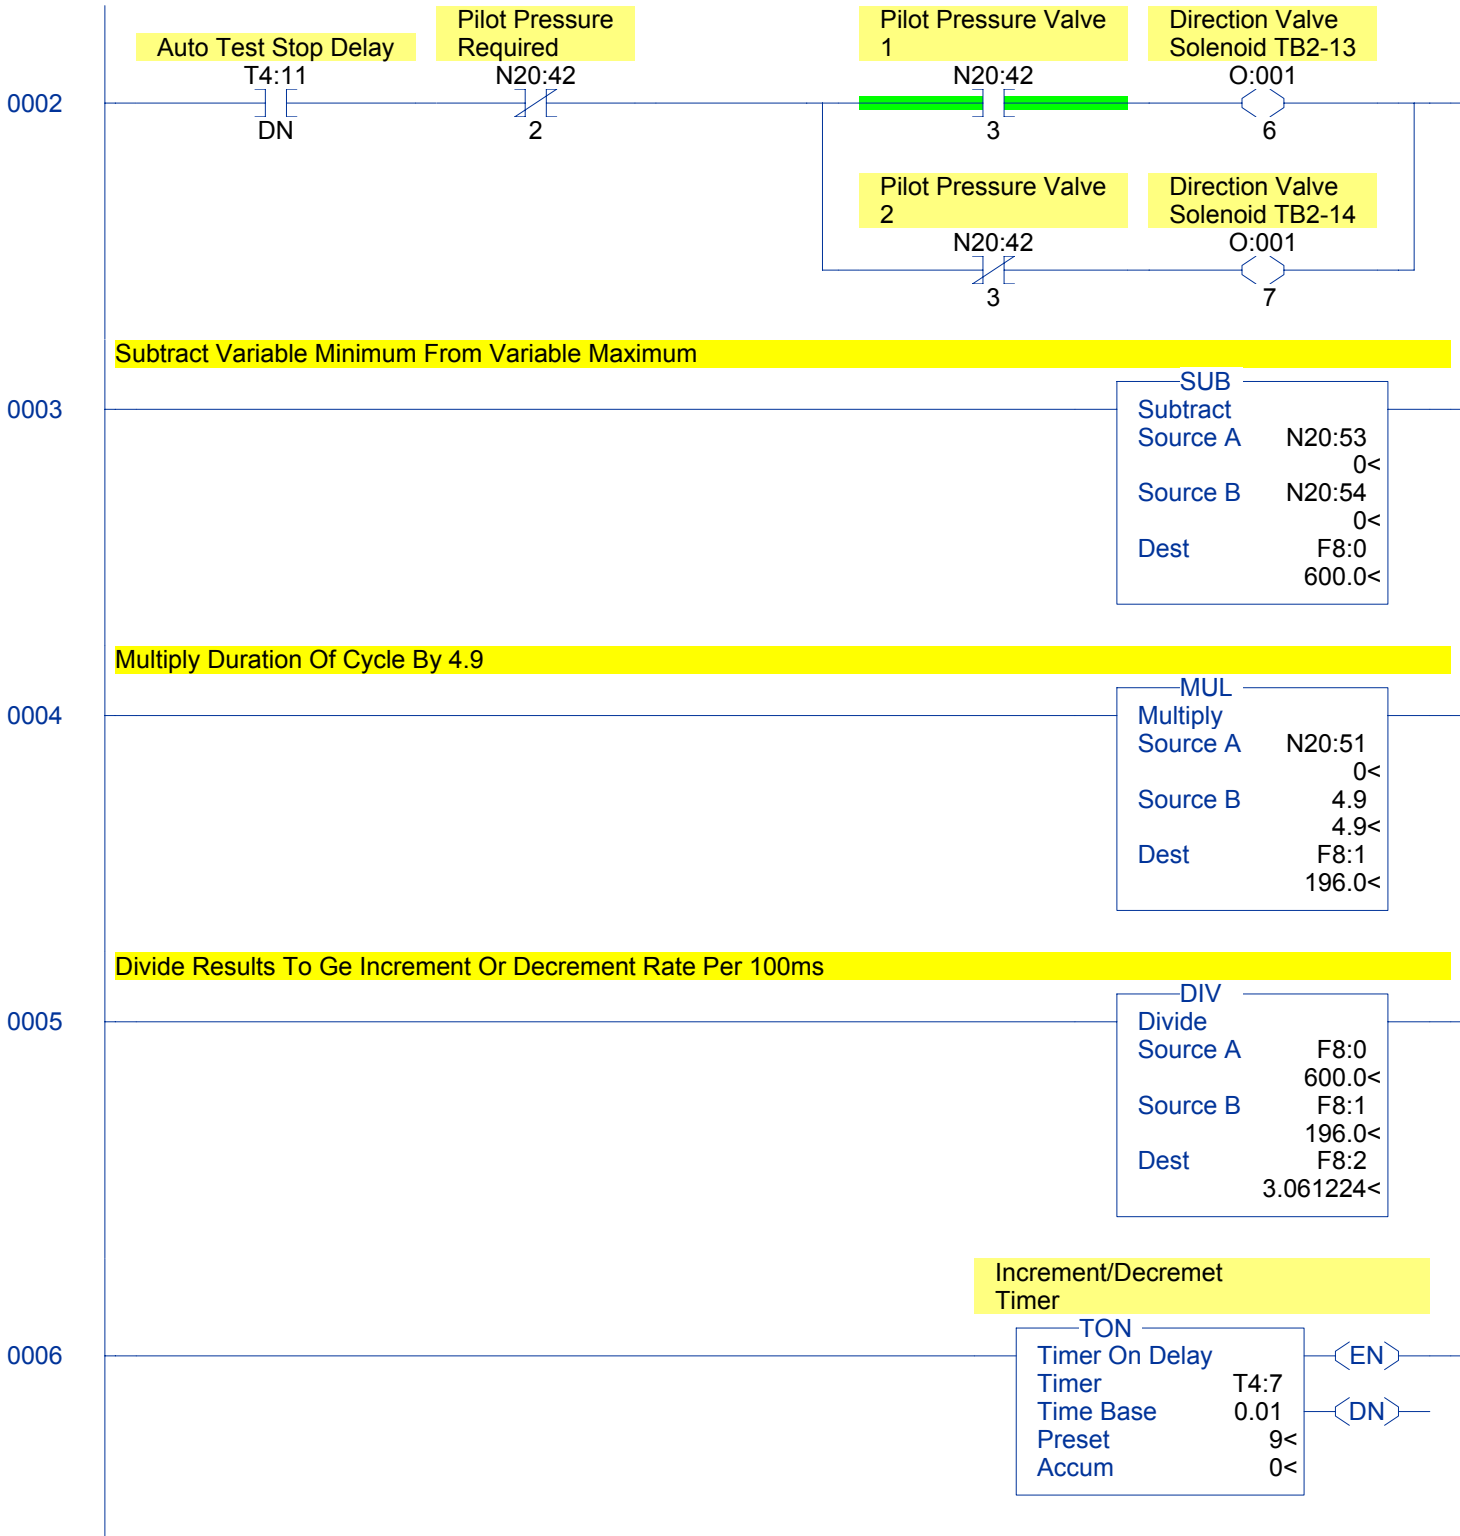 Auto Test Stop Delay
T4:11
DN
Pilot Pressure
Required
N20:42
2
Pilot Pressure Valve
1
N20:42
3
Direction Valve
Solenoid TB2-13
O:001
6
0002
Pilot Pressure Valve
2
N20:42
3
Direction Valve
Solenoid TB2-14
O:001
7
Subtract Variable Minimum From Variable Maximum
0003
SUB
Subtract
Source A N20:53
0<
Source B N20:54
0<
Dest F8:0
600.0<
Multiply Duration Of Cycle By 4.9
0004
MUL
Multiply
Source A N20:51
0<
Source B 4.9
4.9<
Dest F8:1
196.0<
Divide Results To Ge Increment Or Decrement Rate Per 100ms
0005
DIV
Divide
Source A F8:0
600.0<
Source B F8:1
196.0<
Dest F8:2
3.061224<
Increment/Decremet
Timer
0006
TON
Timer On Delay EN
Timer T4:7
Time Base 0.01 DN
Preset 9<
Accum 0<